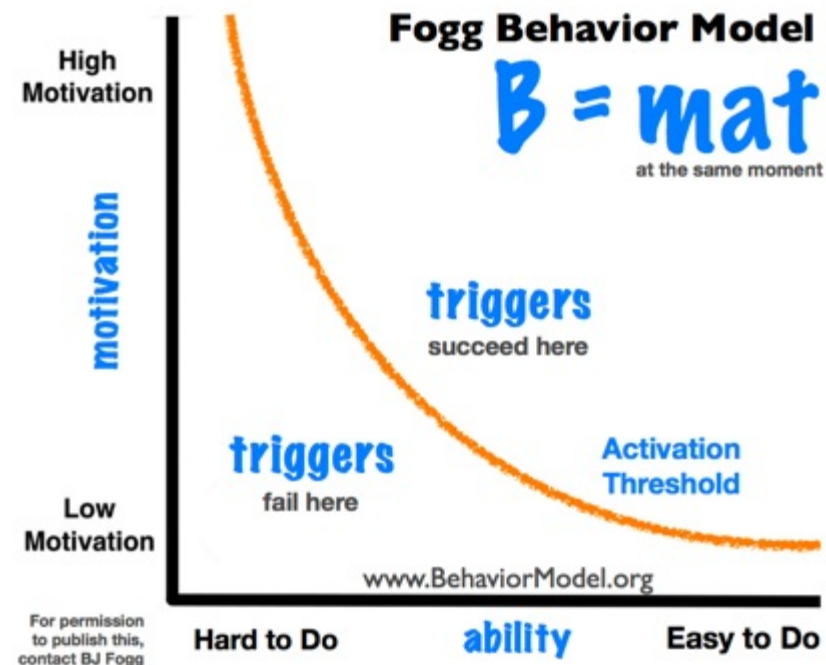 Fogg Behavior Model
B = mat
at the same moment
High
Motivation
motivation
triggers
succeed here
triggers
fail here
Activation
Threshold
Low
Motivation
www.BehaviorModel.org
For permission
to publish this,
contact BJ Fogg
Hard to Do
ability
Easy to Do